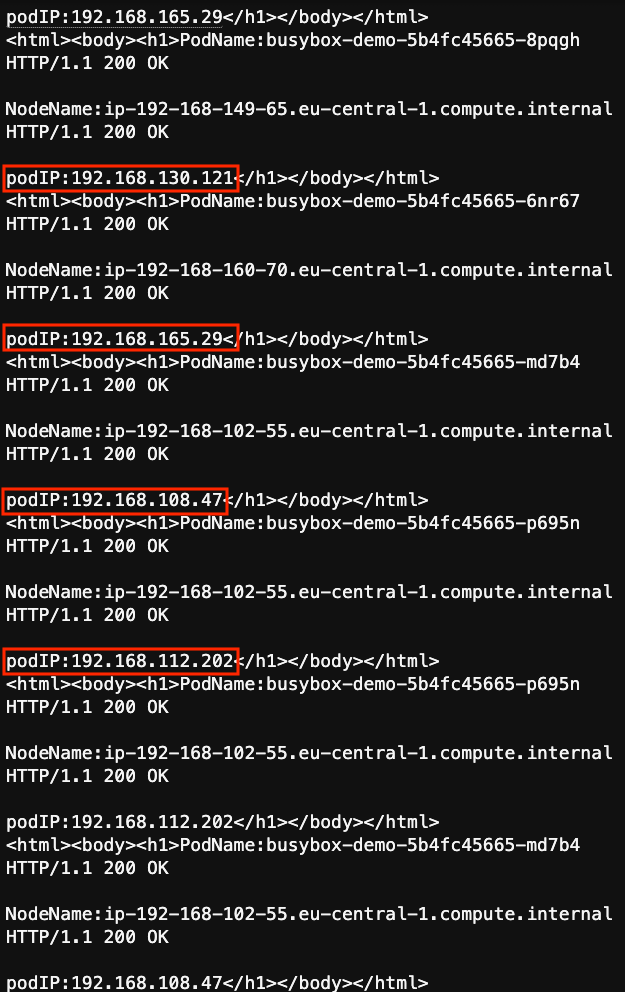 podIP:192.168.165.29</h1></body></html>
<html><body><h1>PodName:busybox-demo-5b4fc45665-8pqgh
HTTP/1.1 200 OK
NodeName:ip-192-168-149-65.eu-central-1.compute.internal
HTTP/1.1 200 OK
podIP:192.168.130.121</h1></body></html>
<html><body><h1>PodName:busybox-demo-5b4fc45665-6nr67
HTTP/1.1 200 OK
NodeName:ip-192-168-160-70.eu-central-1.compute.internal
HTTP/1.1 200 OK
podIP:192.168.165.29</h1></body></html>
<html><body><h1>PodName:busybox-demo-5b4fc45665-md7b4
HTTP/1.1 200 OK
NodeName:ip-192-168-102-55.eu-central-1.compute.internal
HTTP/1.1 200 OK
podIP:192.168.108.47</h1></body></html>
<html><body><h1>PodName:busybox-demo-5b4fc45665-p695n
HTTP/1.1 200 OK
NodeName:ip-192-168-102-55.eu-central-1.compute.internal
HTTP/1.1 200 OK
podIP:192.168.112.202</h1></body></html>
<html><body><h1>PodName:busybox-demo-5b4fc45665-p695n
HTTP/1.1 200 OK
NodeName:ip-192-168-102-55.eu-central-1.compute.internal
HTTP/1.1 200 OK
podIP:192.168.112.202</h1></body></html>
<html><body><h1>PodName:busybox-demo-5b4fc45665-md7b4
HTTP/1.1 200 OK
NodeName:ip-192-168-102-55.eu-central-1.compute.internal
HTTP/1.1 200 OK
podIP:192.168.108.47</h1></body></html>